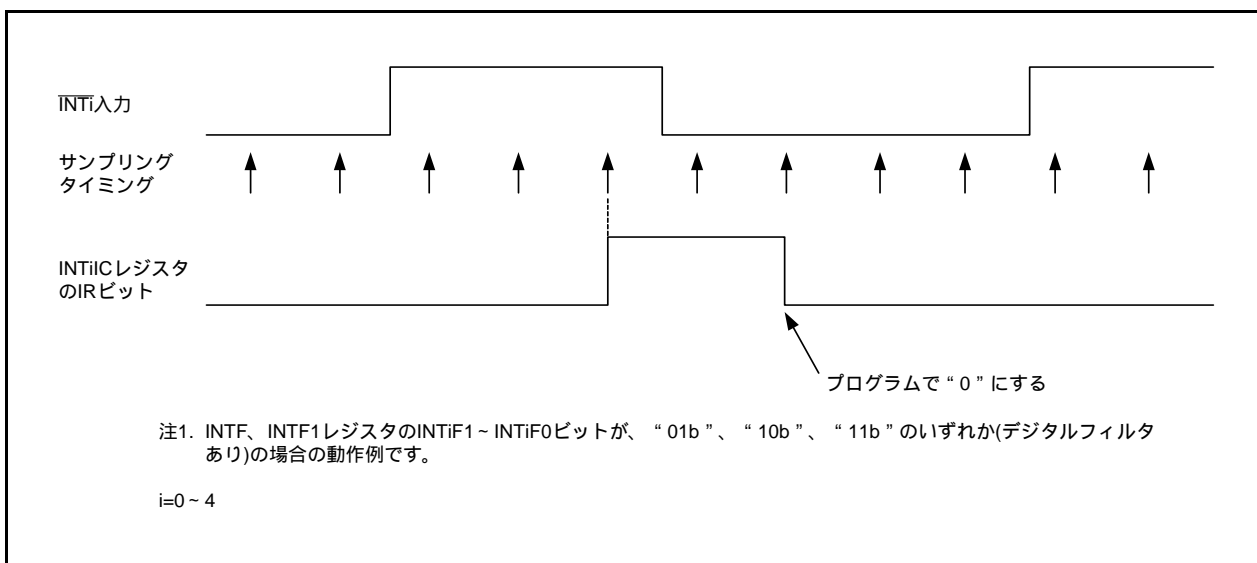 INTi入力
サンプリング
タイミング
INTiICレジスタ
のIRビット
プログラムで“0”にする
注1. INTF、INTF1レジスタのINTiF1~INTiF0ビットが、“01b”、“10b”、“11b”のいずれか(デジタルフィルタ
あり)の場合の動作例です。
i=0~4